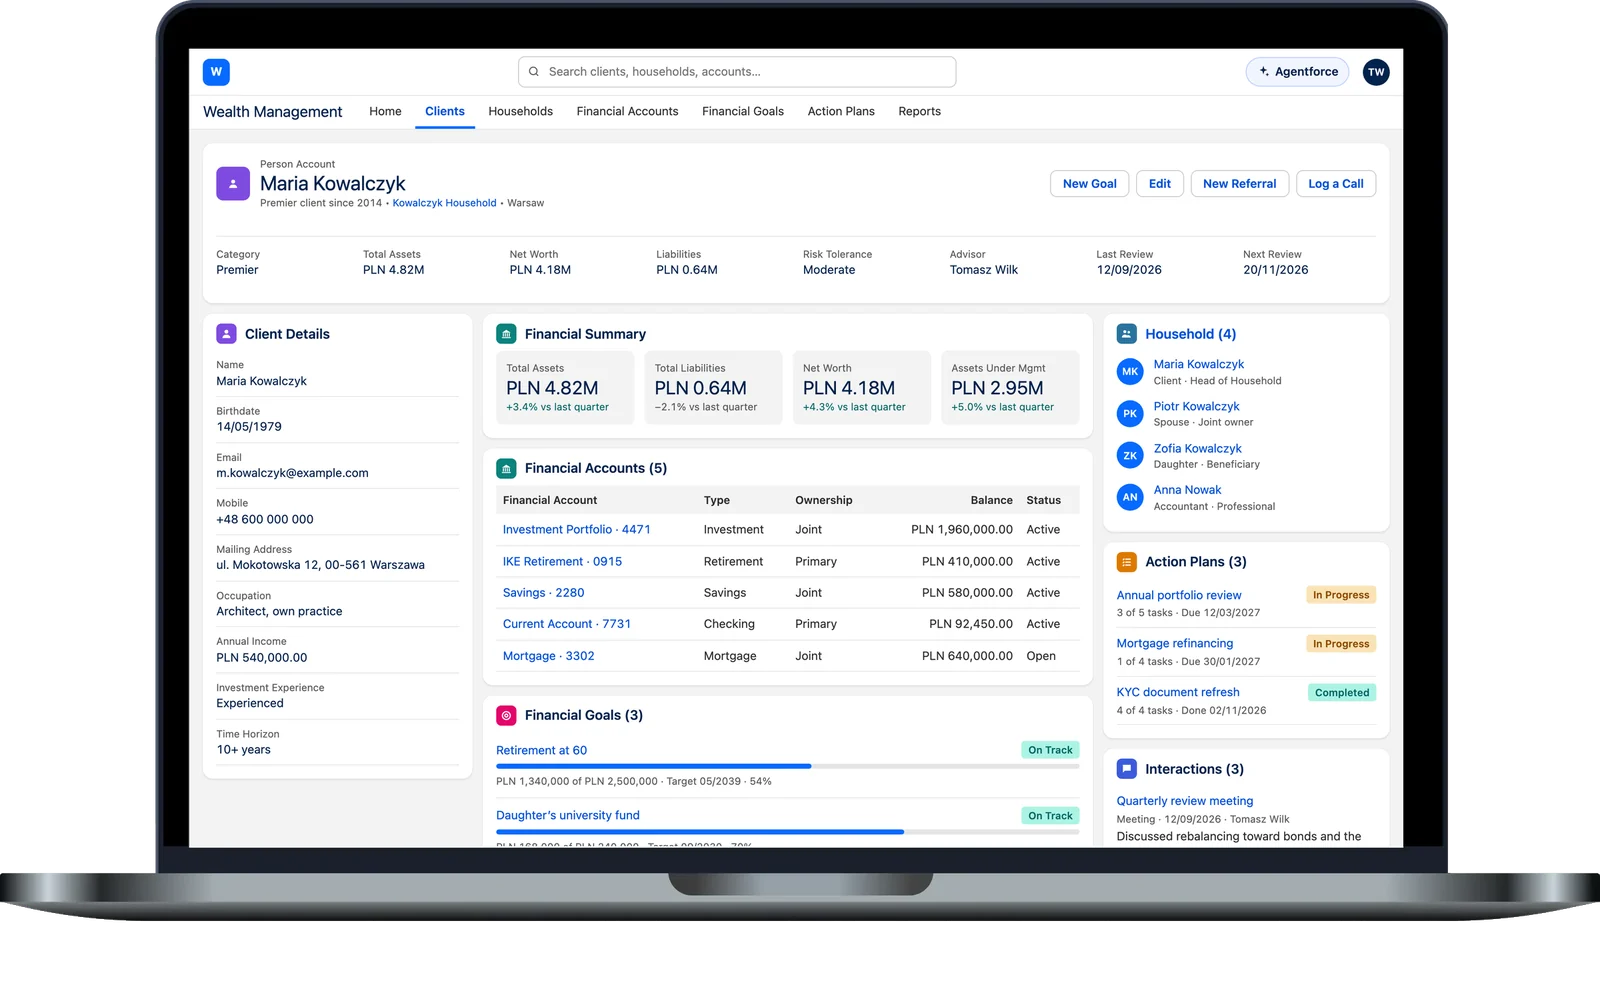 W
Search clients, households, accounts...
Agentforce
TW
Wealth Management
Home
Clients
Households
Financial Accounts
Financial Goals
Action Plans
Reports
Person Account
Maria Kowalczyk
Premier client since 2014 • Kowalczyk Household • Warsaw
New Goal
Edit
New Referral
Log a Call
Category
Premier
Total Assets
PLN 4.82M
Net Worth
PLN 4.18M
Liabilities
PLN 0.64M
Risk Tolerance
Moderate
Advisor
Tomasz Wilk
Last Review
12/09/2026
Next Review
20/11/2026
Client Details
Name
Maria Kowalczyk
Birthdate
14/05/1979
Email
m.kowalczyk@example.com
Mobile
+48 600 000 000
Mailing Address
ul. Mokotowska 12, 00-561 Warszawa
Occupation
Architect, own practice
Annual Income
PLN 540,000.00
Investment Experience
Experienced
Time Horizon
10+ years
Financial Summary
Total Assets
PLN 4.82M
+3.4% vs last quarter
Total Liabilities
PLN 0.64M
−2.1% vs last quarter
Net Worth
PLN 4.18M
+4.3% vs last quarter
Assets Under Mgmt
PLN 2.95M
+5.0% vs last quarter
Financial Accounts (5)
Financial Account Type Ownership Balance Status
Investment Portfolio · 4471 Investment Joint PLN 1,960,000.00 Active
IKE Retirement · 0915 Retirement Primary PLN 410,000.00 Active
Savings · 2280 Savings Joint PLN 580,000.00 Active
Current Account · 7731 Checking Primary PLN 92,450.00 Active
Mortgage · 3302 Mortgage Joint PLN 640,000.00 Open
Financial Goals (3)
Retirement at 60
On Track
PLN 1,340,000 of PLN 2,500,000 · Target 05/2039 · 54%
Daughter's university fund
On Track
Household (4)
MK
Maria Kowalczyk
Client · Head of Household
PK
Piotr Kowalczyk
Spouse · Joint owner
ZK
Zofia Kowalczyk
Daughter · Beneficiary
AN
Anna Nowak
Accountant · Professional
Action Plans (3)
Annual portfolio review
In Progress
3 of 5 tasks · Due 12/03/2027
Mortgage refinancing
In Progress
1 of 4 tasks · Due 30/01/2027
KYC document refresh
Completed
4 of 4 tasks · Done 02/11/2026
Interactions (3)
Quarterly review meeting
Meeting · 12/09/2026 · Tomasz Wilk
Discussed rebalancing toward bonds and the